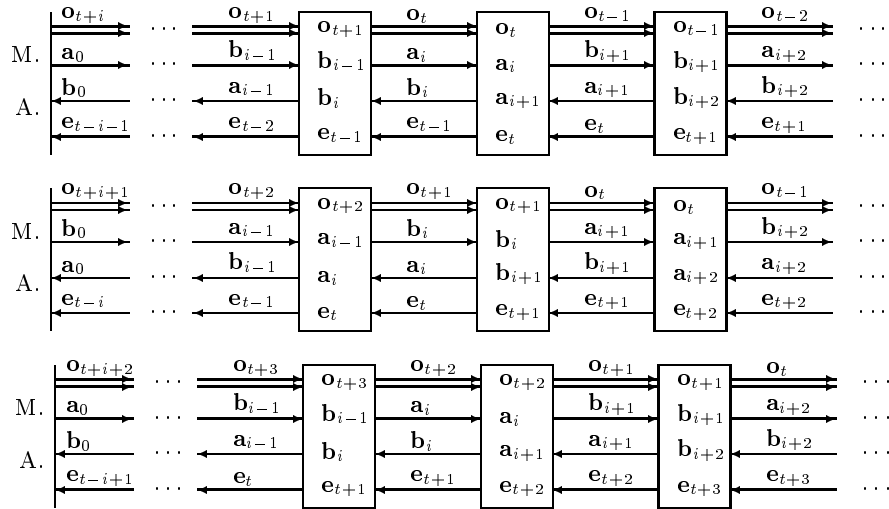 o_{t+i} ··· o_{t+1} o_{t+1} o_t o_t o_{t−1} o_{t−1} o_{t−2} ···
M. a_0 ··· b_{i−1} b_{i−1} a_i a_i b_{i+1} b_{i+1} a_{i+2} ···
A. b_0 ··· a_{i−1} b_i b_i a_{i+1} a_{i+1} b_{i+2} b_{i+2} ···
e_{t−i−1} ··· e_{t−2} e_{t−1} e_{t−1} e_t e_t e_{t+1} e_{t+1} ···
o_{t+i+1} ··· o_{t+2} o_{t+2} o_{t+1} o_{t+1} o_t o_t o_{t−1} ···
M. b_0 ··· a_{i−1} a_{i−1} b_i b_i a_{i+1} a_{i+1} b_{i+2} ···
A. a_0 ··· b_{i−1} a_i a_i b_{i+1} b_{i+1} a_{i+2} a_{i+2} ···
e_{t−i} ··· e_{t−1} e_t e_t e_{t+1} e_{t+1} e_{t+2} e_{t+2} ···
o_{t+i+2} ··· o_{t+3} o_{t+3} o_{t+2} o_{t+2} o_{t+1} o_{t+1} o_t ···
M. a_0 ··· b_{i−1} b_{i−1} a_i a_i b_{i+1} b_{i+1} a_{i+2} ···
A. b_0 ··· a_{i−1} b_i b_i a_{i+1} a_{i+1} b_{i+2} b_{i+2} ···
e_{t−i+1} ··· e_t e_{t+1} e_{t+1} e_{t+2} e_{t+2} e_{t+3} e_{t+3} ···